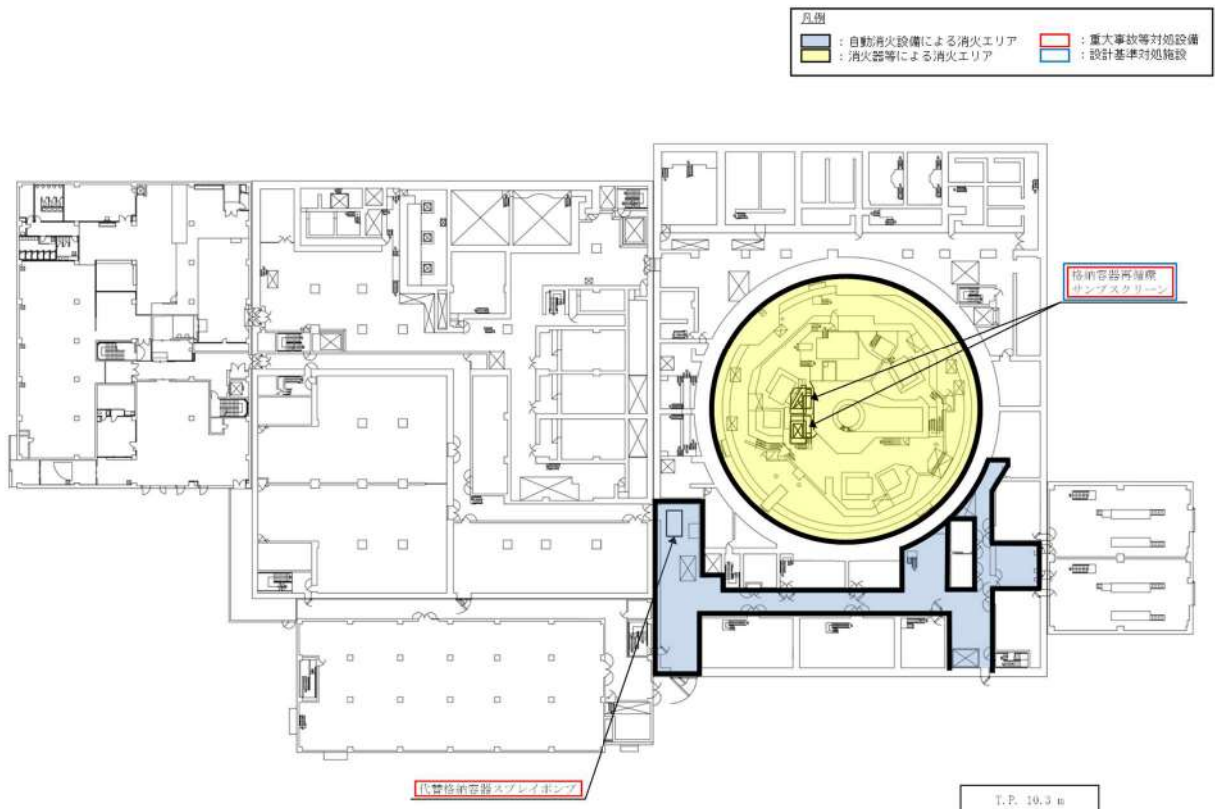 凡例
：自動消火設備による消火エリア
：重大事故等対処設備
：消火器等による消火エリア
：設計基準対処施設
格納容器再循環
サンプスクリーン
代替格納容器スプレイポンプ
T.P. 10.3 m